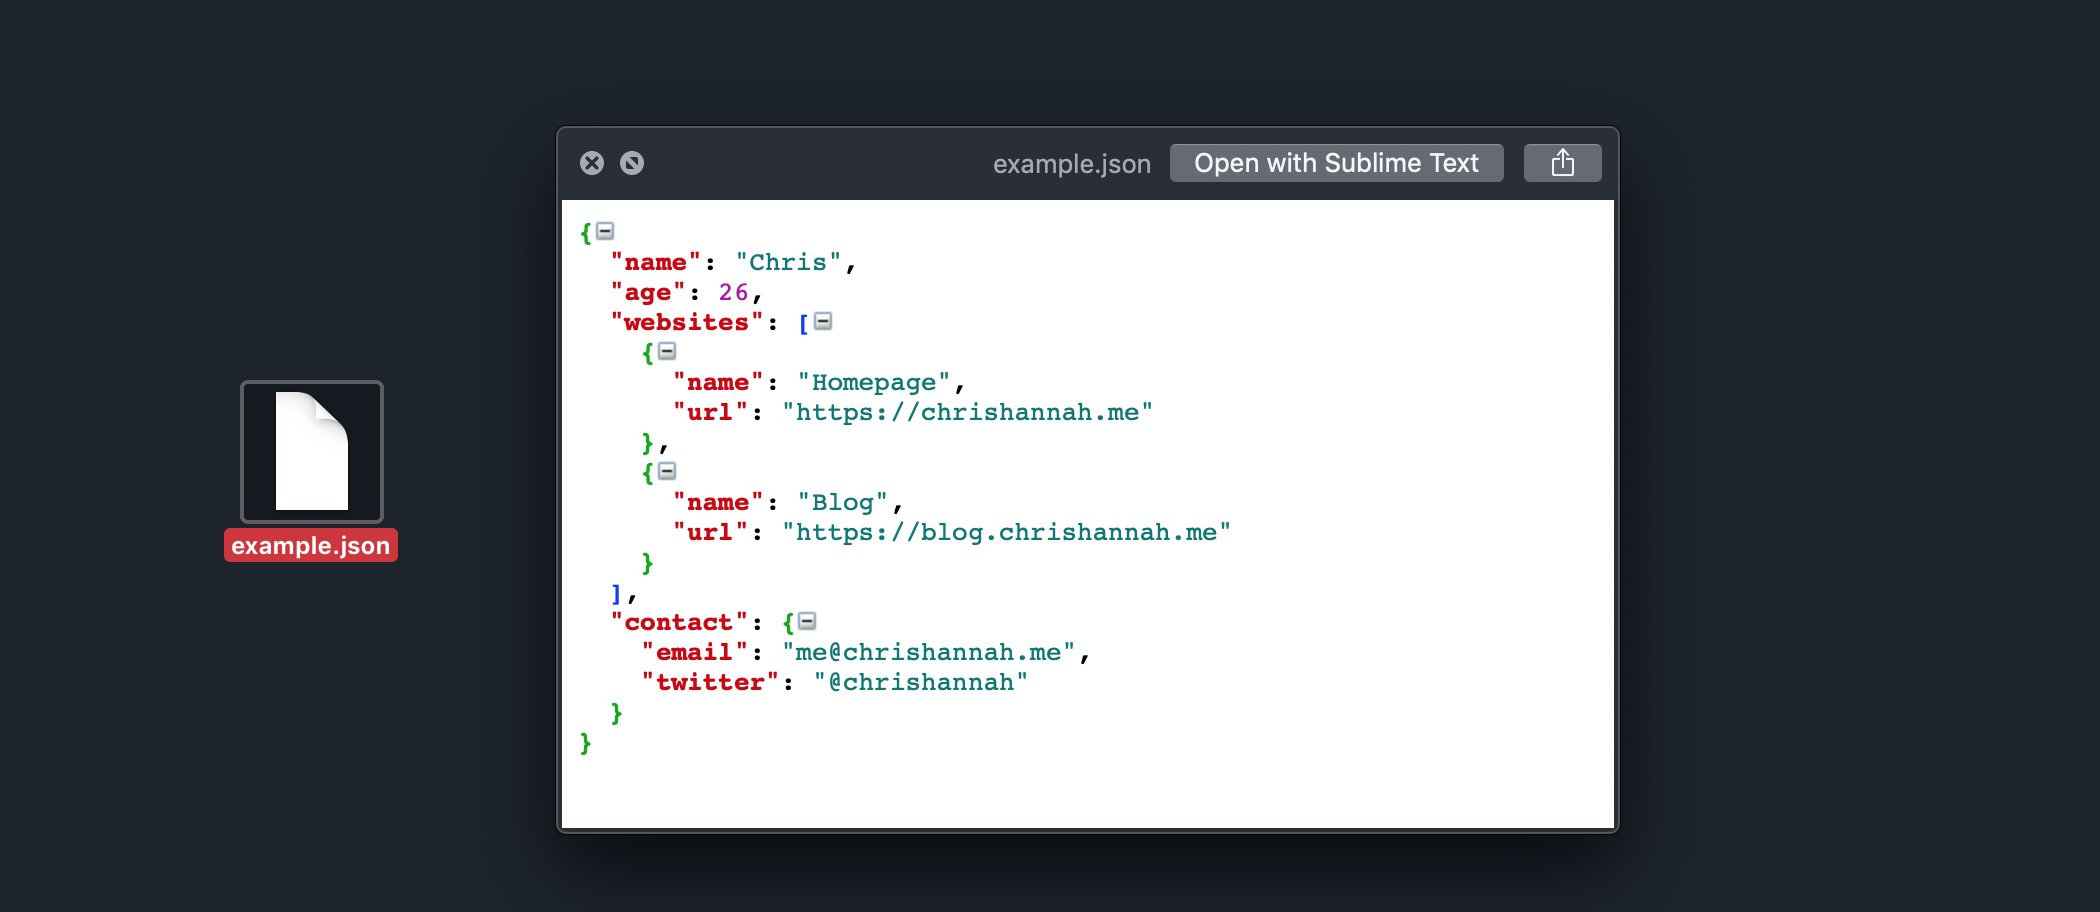 example.json
Open with Sublime Text
{
"name": "Chris",
"age": 26,
"websites": [
{
"name": "Homepage",
"url": "https://chrishannah.me"
},
{
"name": "Blog",
"url": "https://blog.chrishannah.me"
}
],
"contact": {
"email": "me@chrishannah.me",
"twitter": "@chrishannah"
}
}
example.json